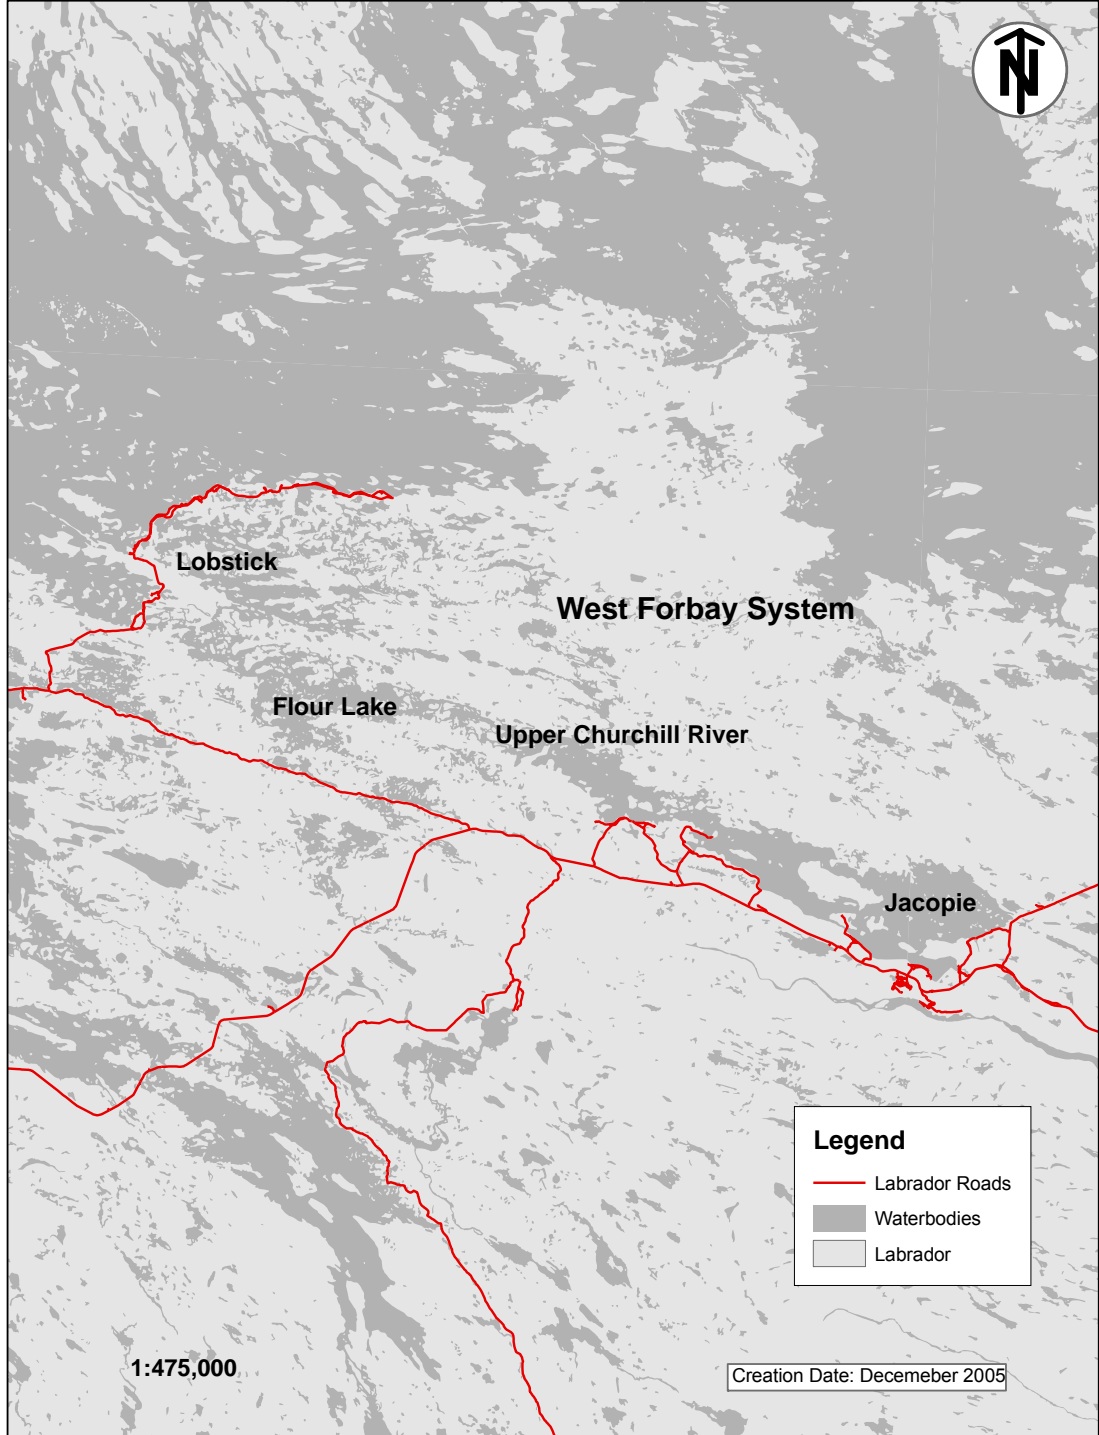 N
Lobstick
West Forbay System
Flour Lake
Upper Churchill River
Jacopie
Legend
Labrador Roads
Waterbodies
Labrador
1:475,000
Creation Date: Decemeber 2005